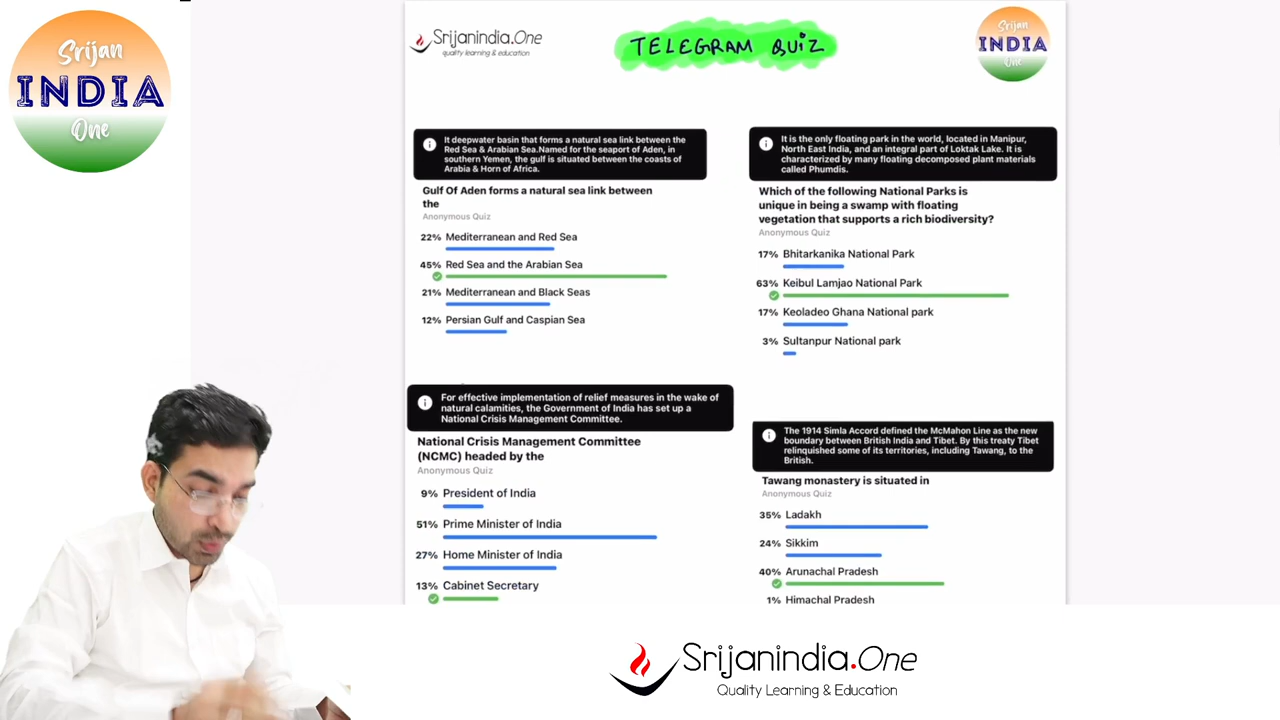 Srijan
INDIA
One
Srijanindia.One
quality learning & education
TELEGRAM QUIZ
Srijan
INDIA
One
It deepwater basin that forms a natural sea link between the
Red Sea & Arabian Sea.Named for the seaport of Aden, in
southern Yemen, the gulf is situated between the coasts of
Arabia & Horn of Africa.
Gulf Of Aden forms a natural sea link between
the
Anonymous Quiz
22% Mediterranean and Red Sea
45% Red Sea and the Arabian Sea
21% Mediterranean and Black Seas
12% Persian Gulf and Caspian Sea
It is the only floating park in the world, located in Manipur,
North East India, and an integral part of Loktak Lake. It is
characterized by many floating decomposed plant materials
called Phumdis.
Which of the following National Parks is
unique in being a swamp with floating
vegetation that supports a rich biodiversity?
Anonymous Quiz
17% Bhitarkanika National Park
63% Keibul Lamjao National Park
17% Keoladeo Ghana National park
3% Sultanpur National park
For effective implementation of relief measures in the wake of
natural calamities, the Government of India has set up a
National Crisis Management Committee.
National Crisis Management Committee
(NCMC) headed by the
Anonymous Quiz
9% President of India
51% Prime Minister of India
27% Home Minister of India
13% Cabinet Secretary
The 1914 Simla Accord defined the McMahon Line as the new
boundary between British India and Tibet. By this treaty Tibet
relinquished some of its territories, including Tawang, to the
British.
Tawang monastery is situated in
Anonymous Quiz
35% Ladakh
24% Sikkim
40% Arunachal Pradesh
1% Himachal Pradesh
Srijanindia.One
Quality Learning & Education